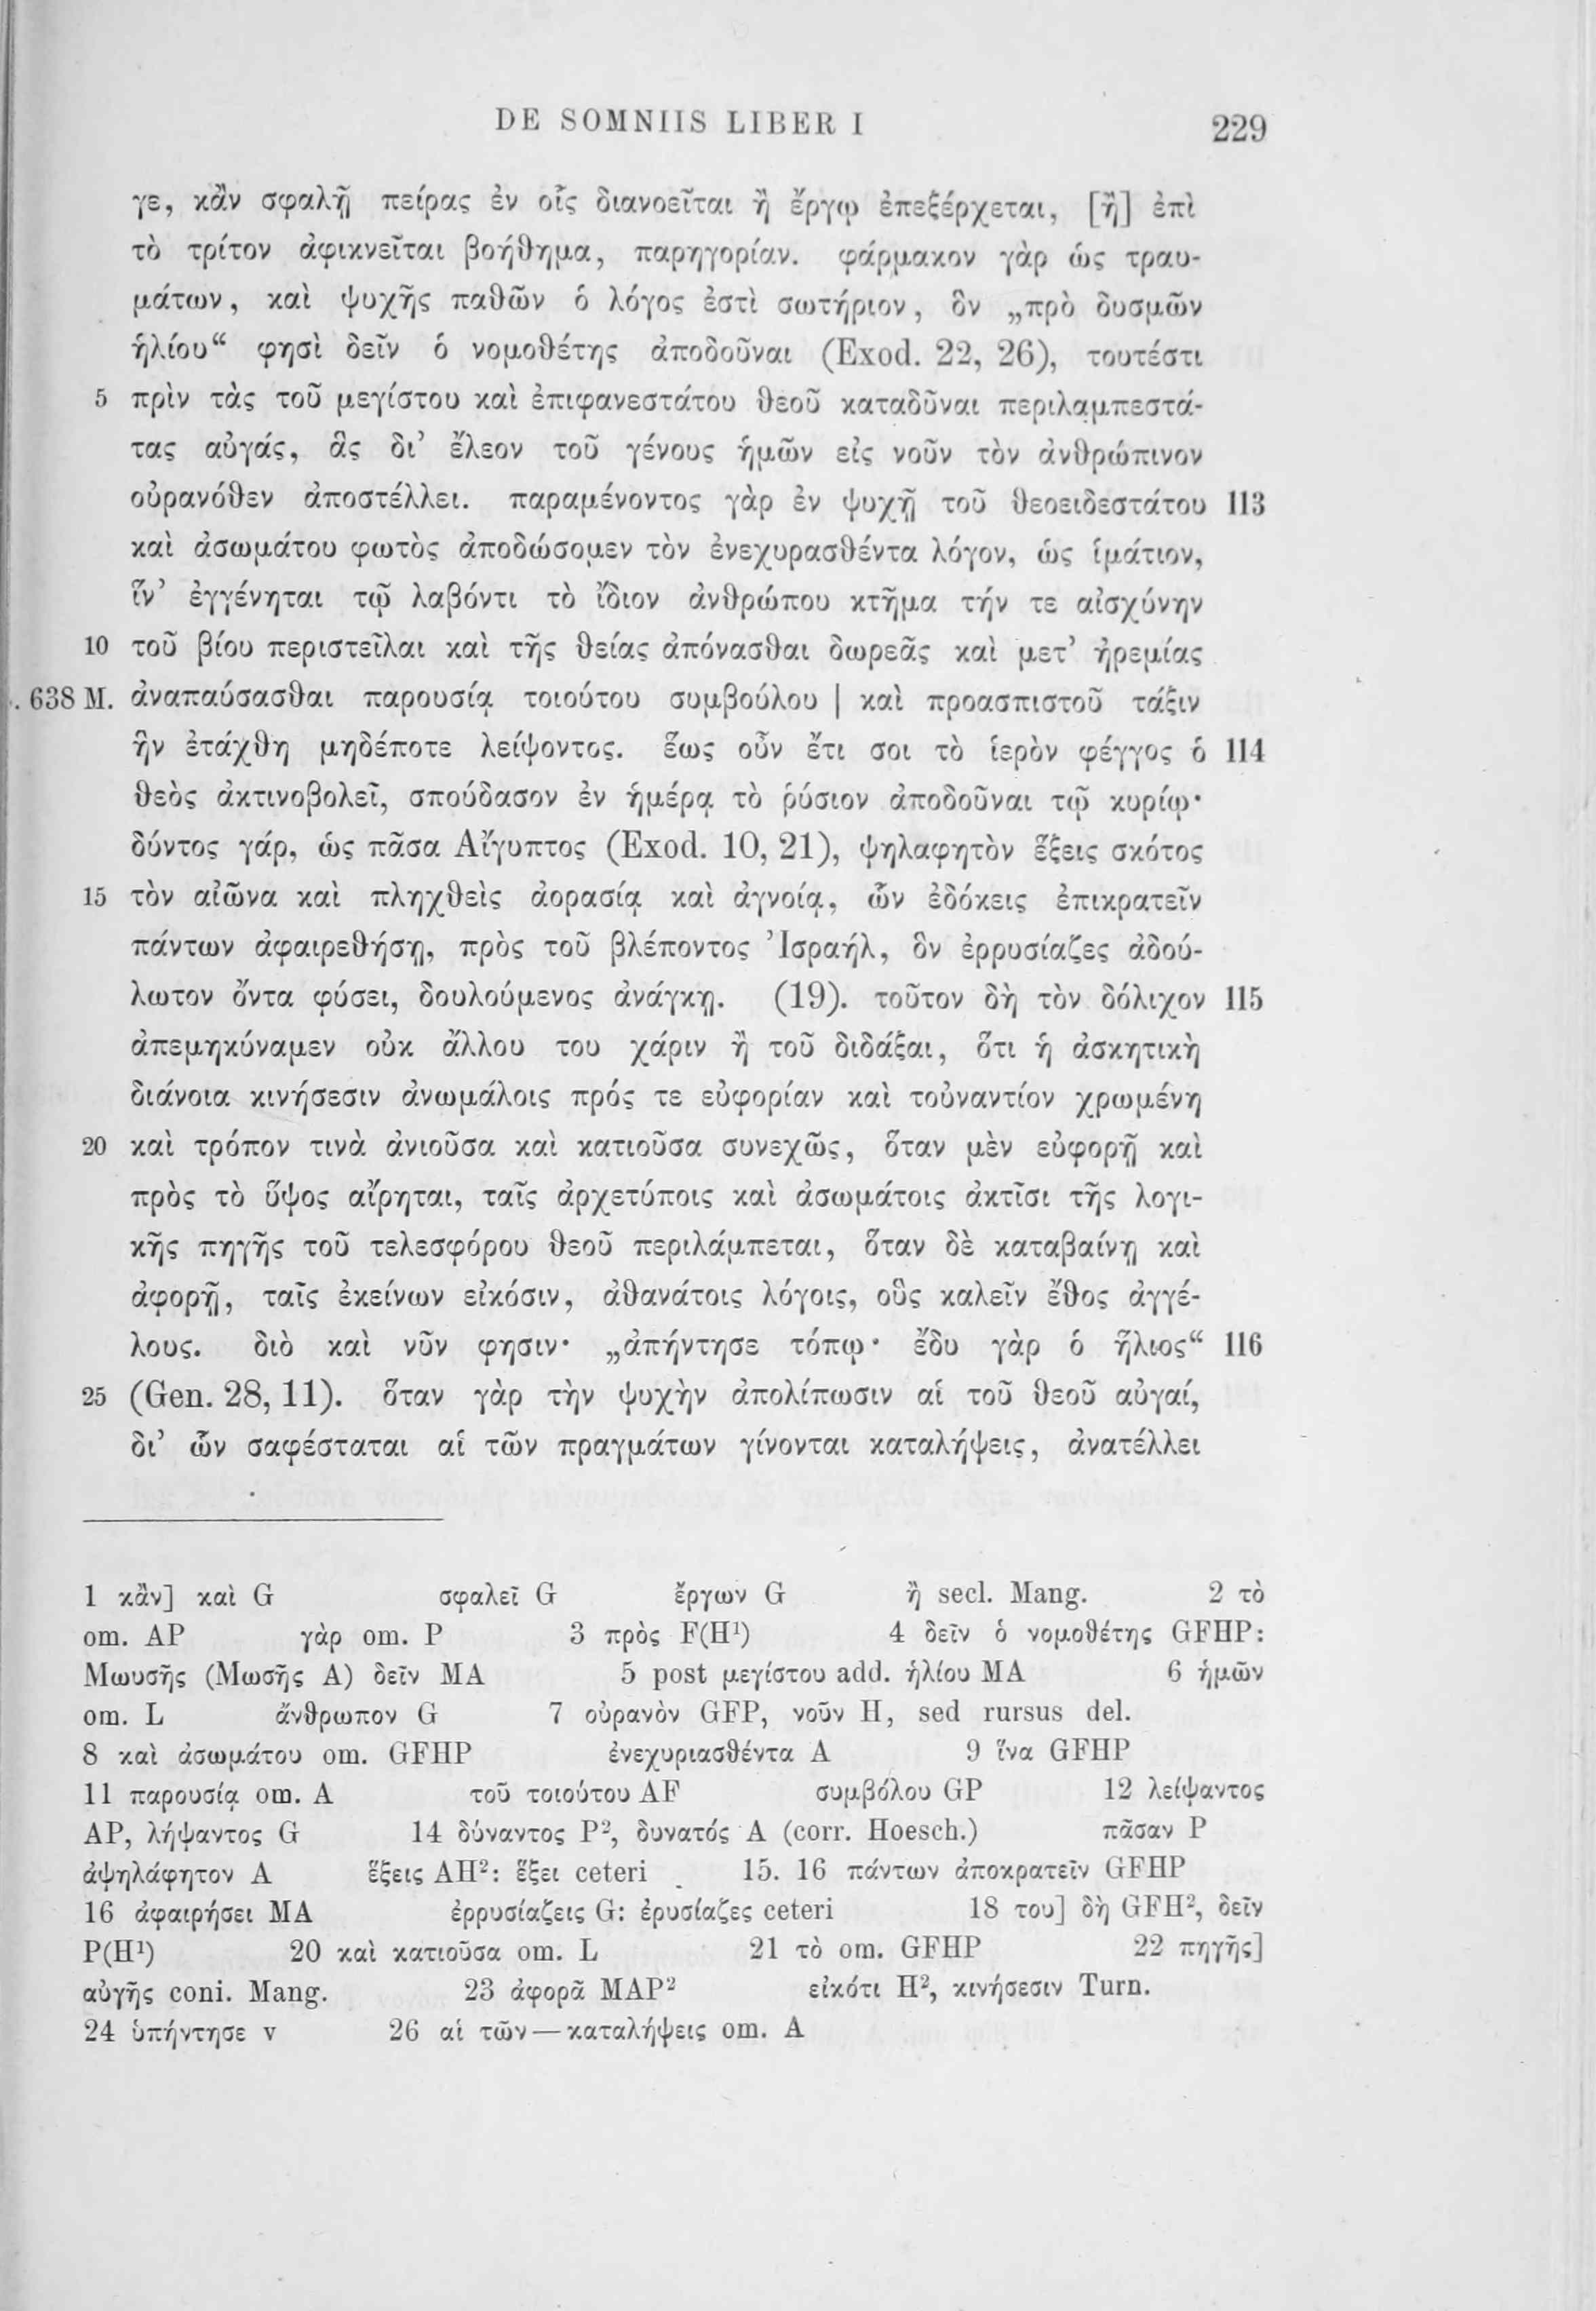 DE SOMNIIS LIBER I 229
γε, κἂν σφαλῇ πείρας ἐν οἷς διανοεῖται ἢ ἔργῳ ἐπεξέρχεται, [ἢ] ἐπὶ
τὸ τρίτον ἀφικνεῖται βοήθημα, παρηγορίαν. φάρμακον γὰρ ὡς τραυ-
μάτων, καὶ ψυχῆς παθῶν ὁ λόγος ἐστὶ σωτήριον, ὃν „πρὸ δυσμῶν
ἡλίου“ φησὶ δεῖν ὁ νομοθέτης ἀποδοῦναι (Exod. 22, 26), τουτέστι
5 πρὶν τὰς τοῦ μεγίστου καὶ ἐπιφανεστάτου θεοῦ καταδῦναι περιλαμπεστά-
τας αὐγάς, ἃς δι’ ἔλεον τοῦ γένους ἡμῶν εἰς νοῦν τὸν ἀνθρώπινον
οὐρανόθεν ἀποστέλλει. παραμένοντος γὰρ ἐν ψυχῇ τοῦ θεοειδεστάτου 113
καὶ ἀσωμάτου φωτὸς ἀποδώσομεν τὸν ἐνεχυρασθέντα λόγον, ὡς ἱμάτιον,
ἵν’ ἐγγένηται τῷ λαβόντι τὸ ἴδιον ἀνθρώπου κτῆμα τήν τε αἰσχύνην
10 τοῦ βίου περιστεῖλαι καὶ τῆς θείας ἀπόνασθαι δωρεᾶς καὶ μετ’ ἠρεμίας
. 638 M. ἀναπαύσασθαι παρουσίᾳ τοιούτου συμβούλου | καὶ προασπιστοῦ τάξιν
ἣν ἐτάχθη μηδέποτε λείψοντος. ἕως οὖν ἔτι σοι τὸ ἱερὸν φέγγος ὁ 114
θεὸς ἀκτινοβολεῖ, σπούδασον ἐν ἡμέρᾳ τὸ ῥύσιον ἀποδοῦναι τῷ κυρίῳ·
δύντος γάρ, ὡς πᾶσα Αἴγυπτος (Exod. 10, 21), ψηλαφητὸν ἕξεις σκότος
15 τὸν αἰῶνα καὶ πληχθεὶς ἀορασίᾳ καὶ ἀγνοίᾳ, ὧν ἐδόκεις ἐπικρατεῖν
πάντων ἀφαιρεθήσῃ, πρὸς τοῦ βλέποντος Ἰσραήλ, ὃν ἐρρυσίαζες ἀδού-
λωτον ὄντα φύσει, δουλούμενος ἀνάγκῃ. (19). τοῦτον δὴ τὸν δόλιχον 115
ἀπεμηκύναμεν οὐκ ἄλλου του χάριν ἢ τοῦ διδάξαι, ὅτι ἡ ἀσκητικὴ
διάνοια κινήσεσιν ἀνωμάλοις πρός τε εὐφορίαν καὶ τοὐναντίον χρωμένη
20 καὶ τρόπον τινὰ ἀνιοῦσα καὶ κατιοῦσα συνεχῶς, ὅταν μὲν εὐφορῇ καὶ
πρὸς τὸ ὕψος αἴρηται, ταῖς ἀρχετύποις καὶ ἀσωμάτοις ἀκτῖσι τῆς λογι-
κῆς πηγῆς τοῦ τελεσφόρου θεοῦ περιλάμπεται, ὅταν δὲ καταβαίνῃ καὶ
ἀφορῇ, ταῖς ἐκείνων εἰκόσιν, ἀθανάτοις λόγοις, οὓς καλεῖν ἔθος ἀγγέ-
λους. διὸ καὶ νῦν φησιν· „ἀπήντησε τόπῳ· ἔδυ γὰρ ὁ ἥλιος“ 116
25 (Gen. 28, 11). ὅταν γὰρ τὴν ψυχὴν ἀπολίπωσιν αἱ τοῦ θεοῦ αὐγαί,
δι’ ὧν σαφέσταται αἱ τῶν πραγμάτων γίνονται καταλήψεις, ἀνατέλλει
1 κἂν] καὶ G σφαλεῖ G ἔργων G ἢ secl. Mang. 2 τὸ
om. AP γὰρ om. P 3 πρὸς F(H¹) 4 δεῖν ὁ νομοθέτης GFHP:
Μωυσῆς (Μωσῆς A) δεῖν MA 5 post μεγίστου add. ἡλίου MA 6 ἡμῶν
om. L ἄνθρωπον G 7 οὐρανὸν GFP, νοῦν H, sed rursus del.
8 καὶ ἀσωμάτου om. GFHP ἐνεχυριασθέντα A 9 ἵνα GFHP
11 παρουσίᾳ om. A τοῦ τοιούτου AF συμβόλου GP 12 λείψαντος
AP, λήψαντος G 14 δύναντος P², δυνατός A (corr. Hoesch.) πᾶσαν P
ἀψηλάφητον A ἕξεις AH²: ἕξει ceteri 15. 16 πάντων ἀποκρατεῖν GFHP
16 ἀφαιρήσει MA ἐρρυσίαζεις G: ἐρυσίαζες ceteri 18 του] δὴ GFH², δεῖν
P(H¹) 20 καὶ κατιοῦσα om. L 21 τὸ om. GFHP 22 πηγῆς]
αὐγῆς coni. Mang. 23 ἀφορᾷ MAP² εἰκότι H², κινήσεσιν Turn.
24 ὑπήντησε v 26 αἱ τῶν—καταλήψεις om. A